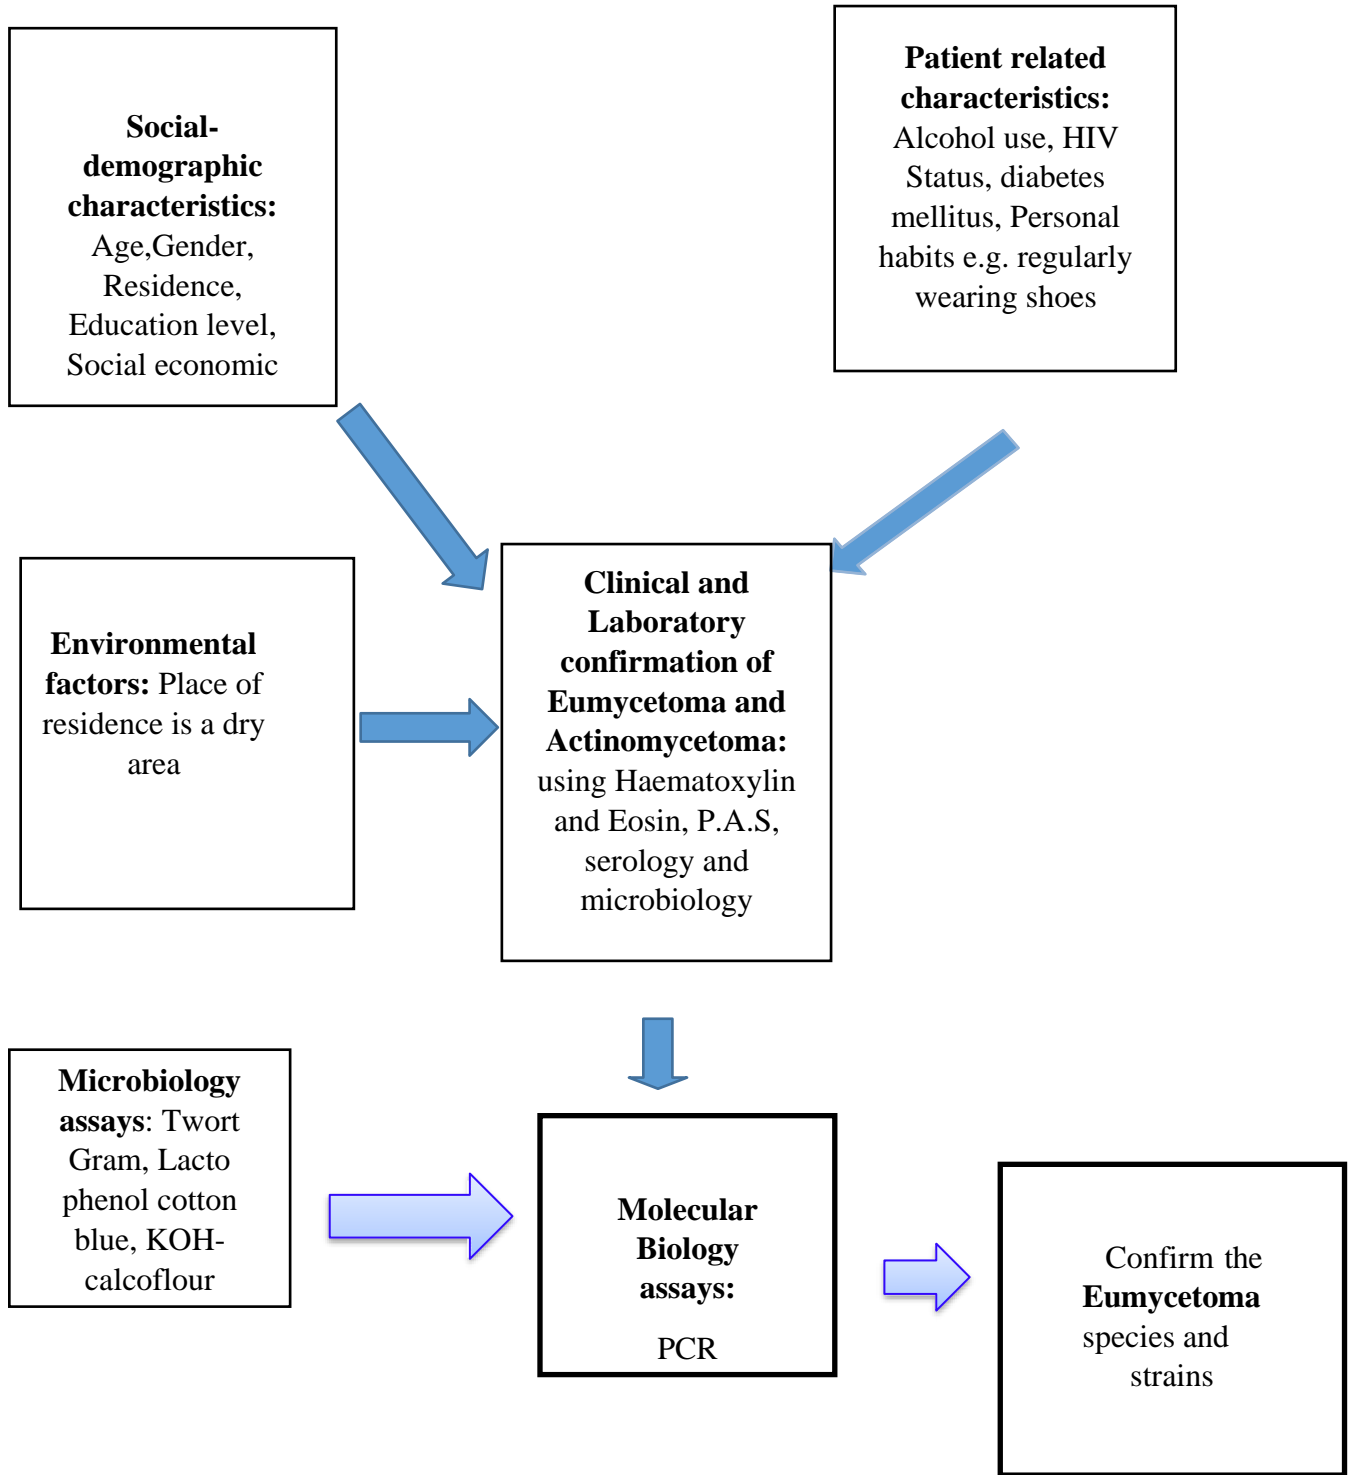 Social-
demographic
characteristics:
Age,Gender,
Residence,
Education level,
Social economic
Patient related
characteristics:
Alcohol use, HIV
Status, diabetes
mellitus, Personal
habits e.g. regularly
wearing shoes
Environmental
factors: Place of
residence is a dry
area
Clinical and
Laboratory
confirmation of
Eumycetoma and
Actinomycetoma:
using Haematoxylin
and Eosin, P.A.S,
serology and
microbiology
Microbiology
assays: Twort
Gram, Lacto
phenol cotton
blue, KOH-
calcoflour
Molecular
Biology
assays:
PCR
Confirm the
Eumycetoma
species and
strains